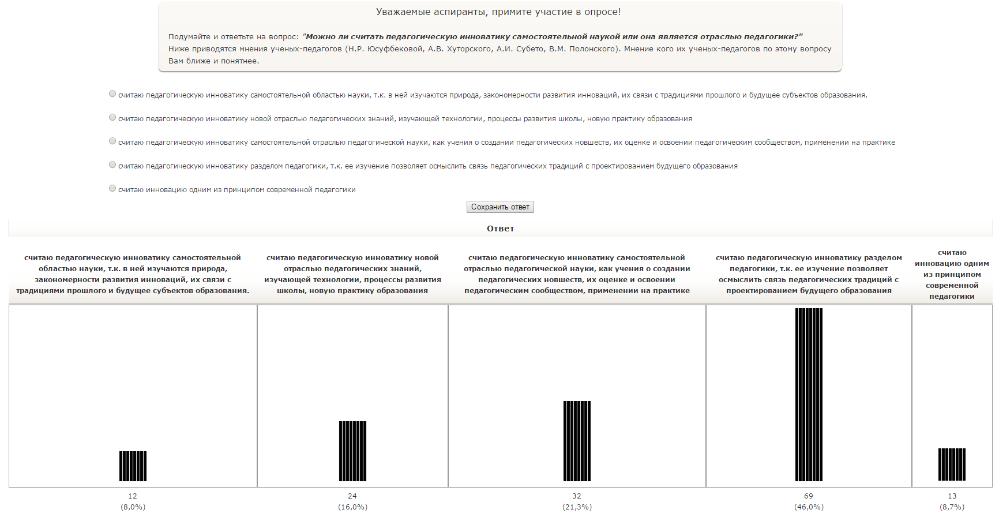 Уважаемые аспиранты, примите участие в опросе!
Подумайте и ответьте на вопрос: "Можно ли считать педагогическую инноватику самостоятельной наукой или она является отраслью педагогики?"
Ниже приводятся мнения ученых-педагогов (Н.Р. Юсуфбековой, А.В. Хуторского, А.И. Субето, В.М. Полонского). Мнение кого их ученых-педагогов по этому вопросу
Вам ближе и понятнее.
считаю педагогическую инноватику самостоятельной областью науки, т.к. в ней изучаются природа, закономерности развития инноваций, их связи с традициями прошлого и будущее субъектов образования.
считаю педагогическую инноватику новой отраслью педагогических знаний, изучающей технологии, процессы развития школы, новую практику образования
считаю педагогическую инноватику самостоятельной отраслью педагогической науки, как учения о создании педагогических новшеств, их оценке и освоении педагогическим сообществом, применении на практике
считаю педагогическую инноватику разделом педагогики, т.к. ее изучение позволяет осмыслить связь педагогических традиций с проектированием будущего образования
считаю инновацию одним из принципом современной педагогики
Сохранить ответ
Ответ
считаю педагогическую инноватику самостоятельной
областью науки, т.к. в ней изучаются природа,
закономерности развития инноваций, их связи с
традициями прошлого и будущее субъектов образования.
считаю педагогическую инноватику новой
отраслью педагогических знаний,
изучающей технологии, процессы развития
школы, новую практику образования
считаю педагогическую инноватику самостоятельной
отраслью педагогической науки, как учения о создании
педагогических новшеств, их оценке и освоении
педагогическим сообществом, применении на практике
считаю педагогическую инноватику разделом
педагогики, т.к. ее изучение позволяет
осмыслить связь педагогических традиций с
проектированием будущего образования
считаю
инновацию одним
из принципом
современной
педагогики
12
(8,0%)
24
(16,0%)
32
(21,3%)
69
(46,0%)
13
(8,7%)